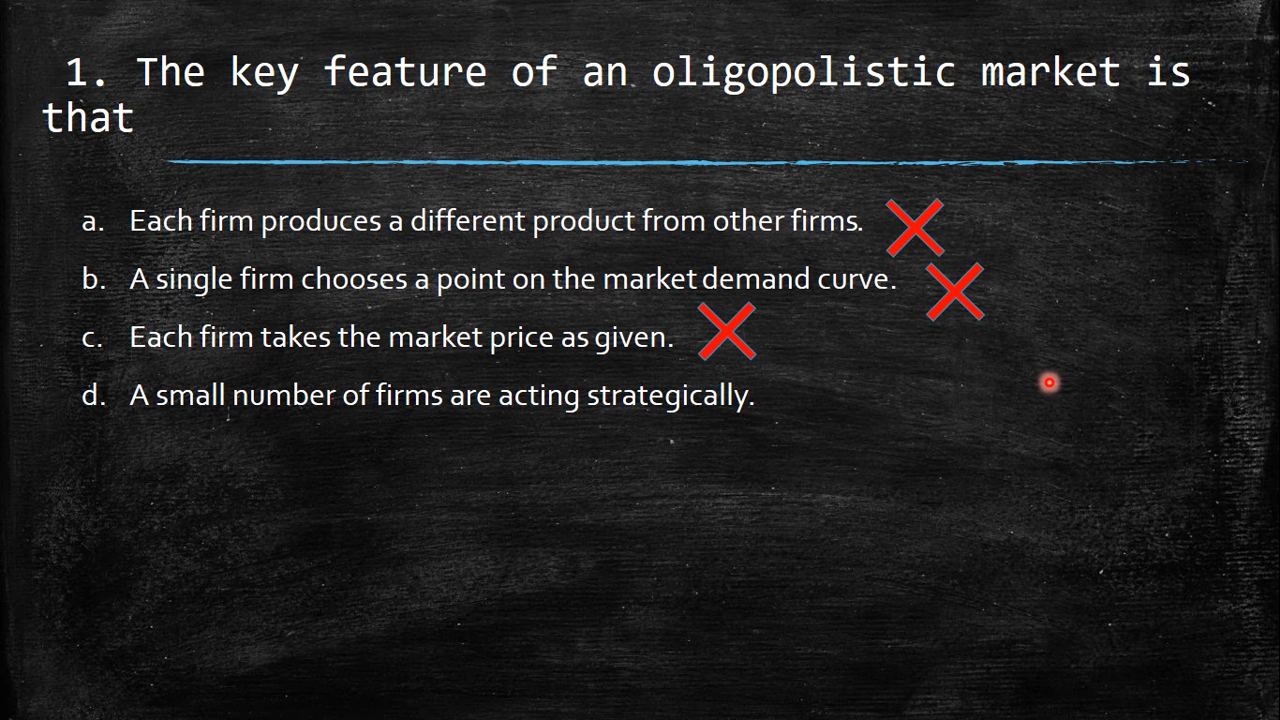 1. The key feature of an oligopolistic market is
that
a. Each firm produces a different product from other firms.
b. A single firm chooses a point on the market demand curve.
c. Each firm takes the market price as given.
d. A small number of firms are acting strategically.